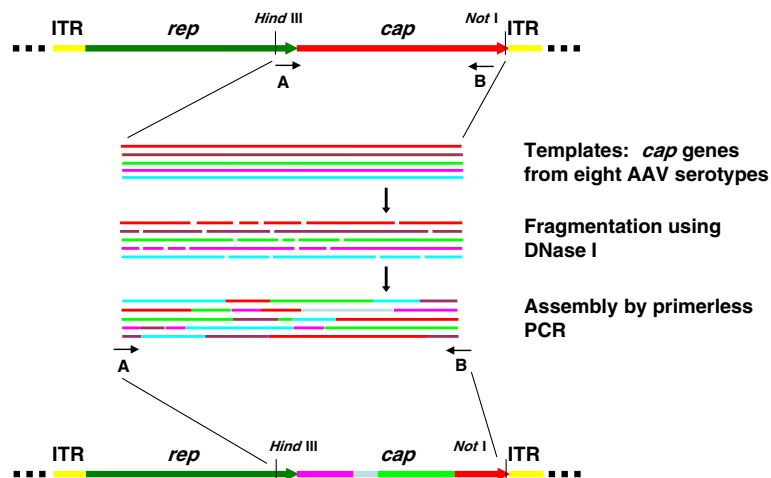 ITR rep Hind III cap Not I ITR
A B
Templates: cap genes
from eight AAV serotypes
Fragmentation using
DNase I
Assembly by primerless
PCR
A B
ITR rep Hind III cap Not I ITR